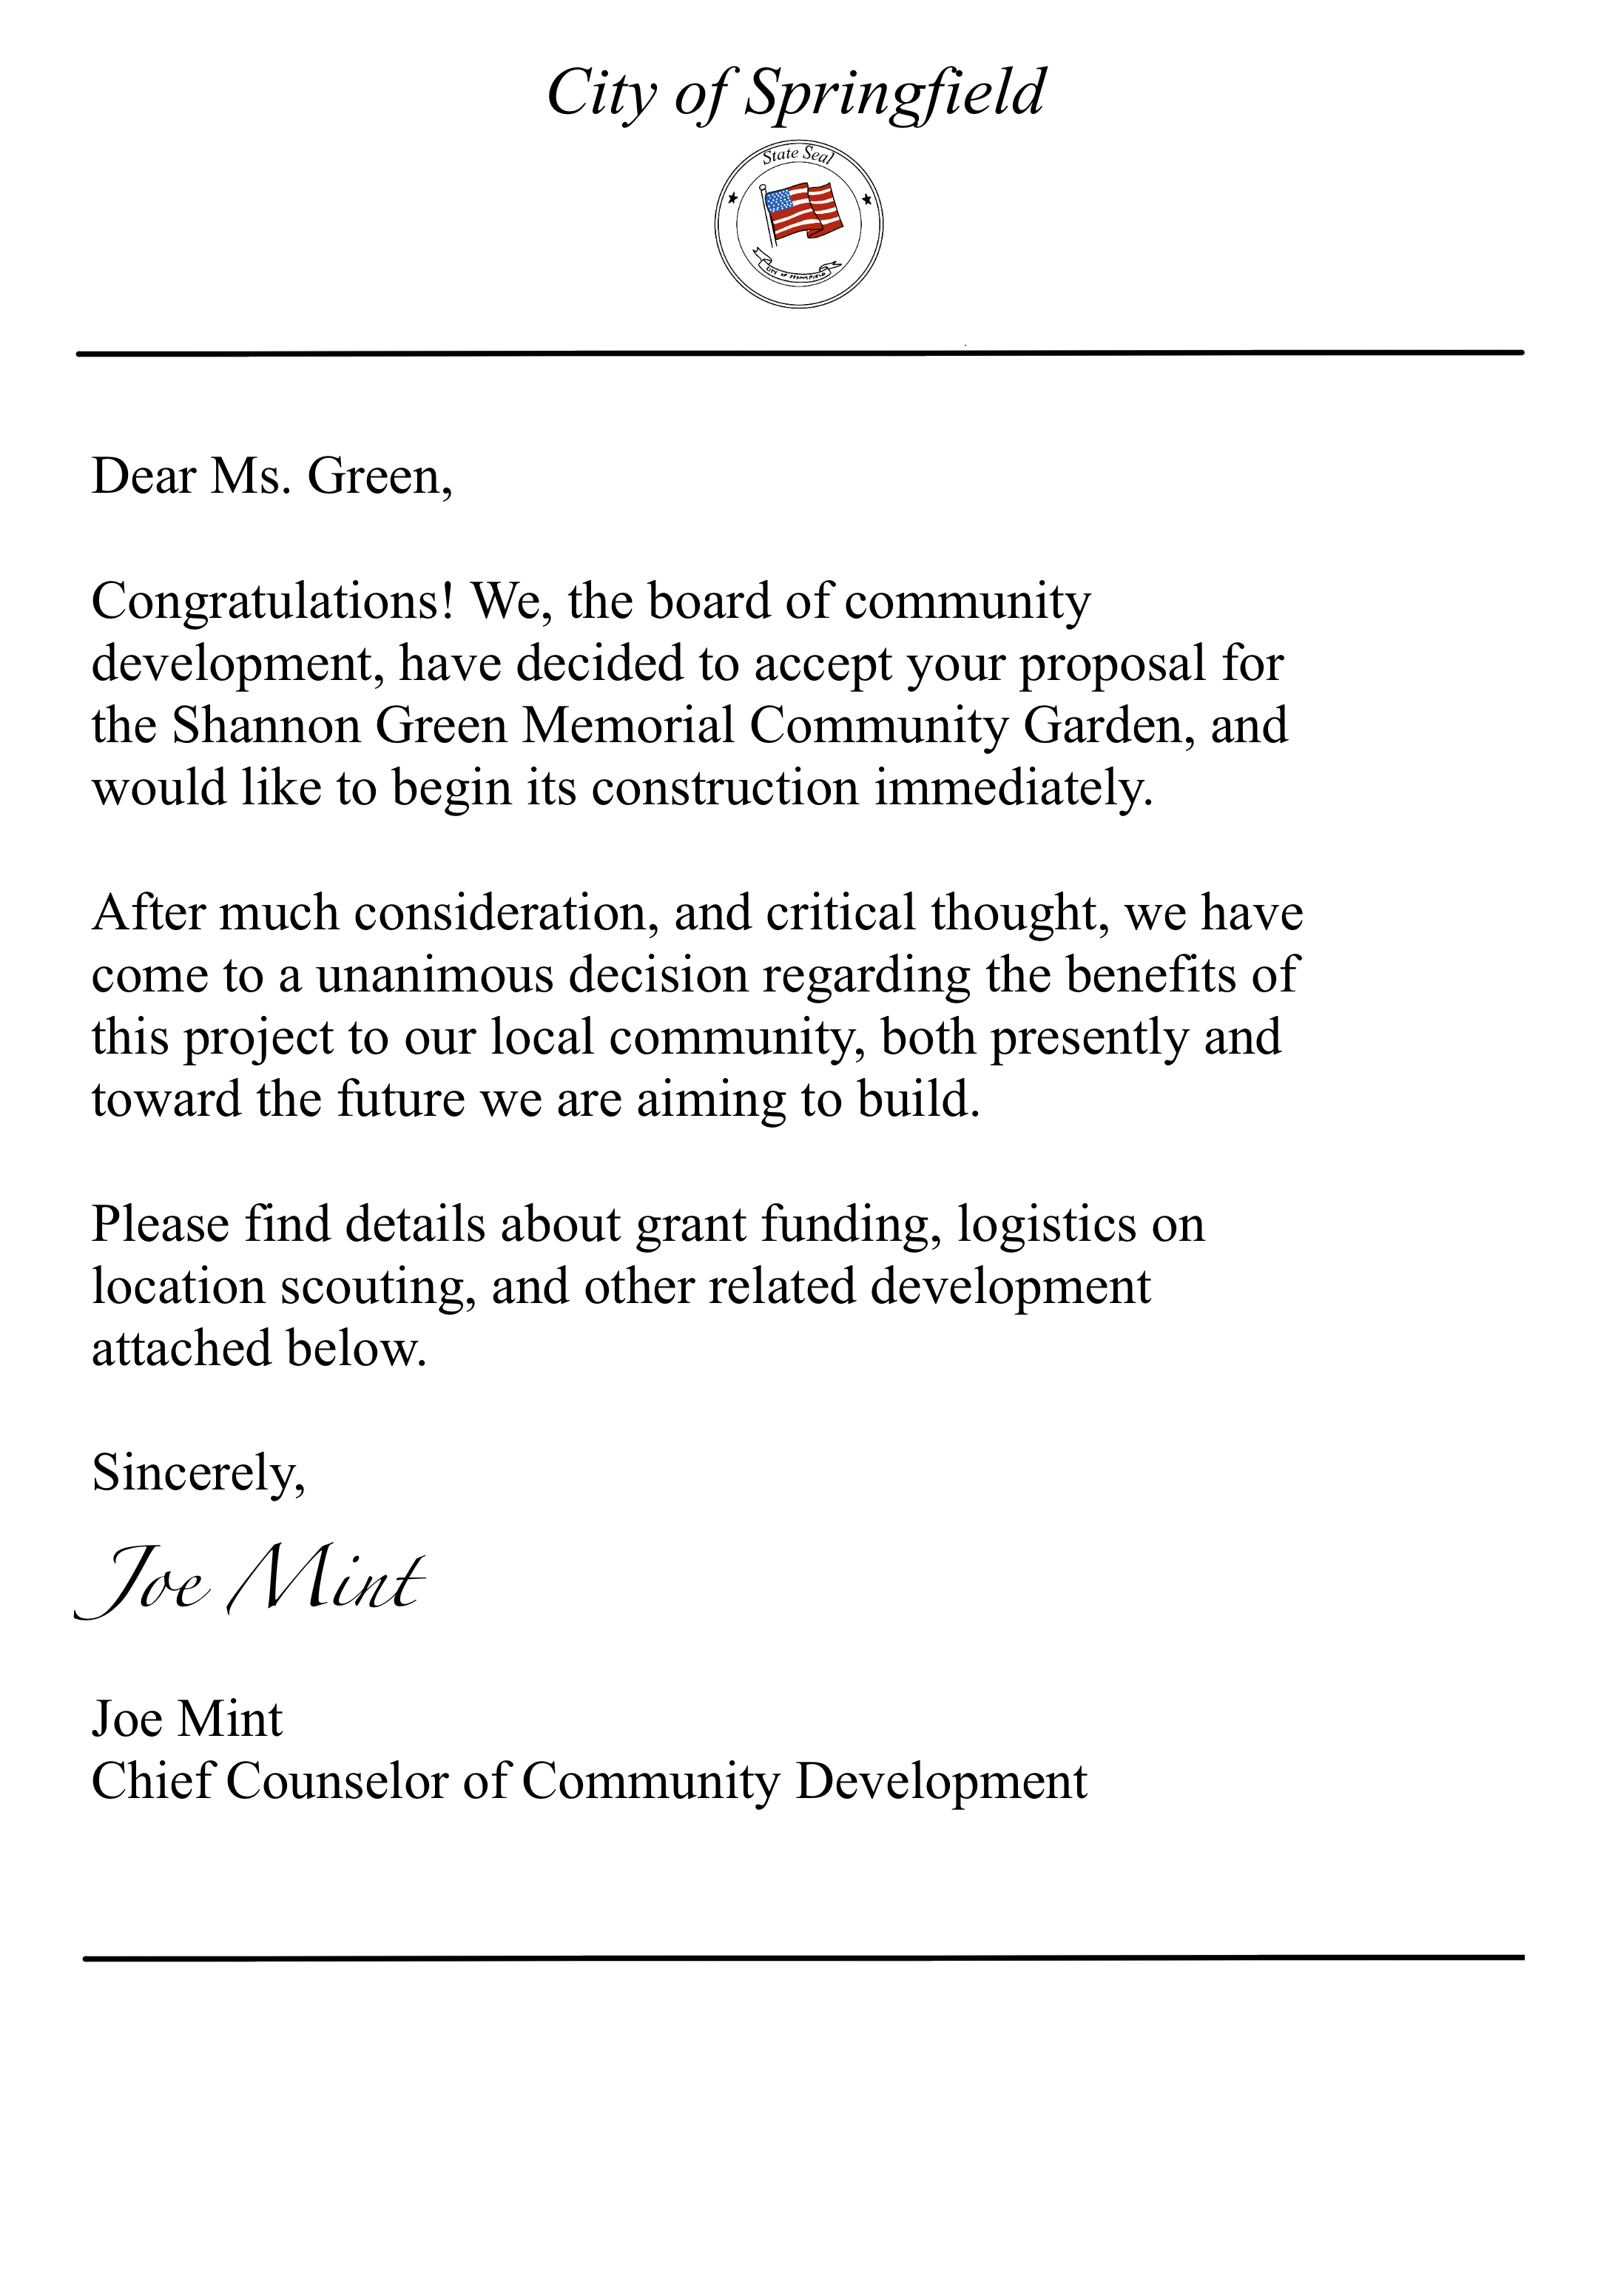 City of Springfield
State Seal
CITY OF
Dear Ms. Green,
Congratulations! We, the board of community
development, have decided to accept your proposal for
the Shannon Green Memorial Community Garden, and
would like to begin its construction immediately.
After much consideration, and critical thought, we have
come to a unanimous decision regarding the benefits of
this project to our local community, both presently and
toward the future we are aiming to build.
Please find details about grant funding, logistics on
location scouting, and other related development
attached below.
Sincerely,
Joe Mint
Joe Mint
Chief Counselor of Community Development